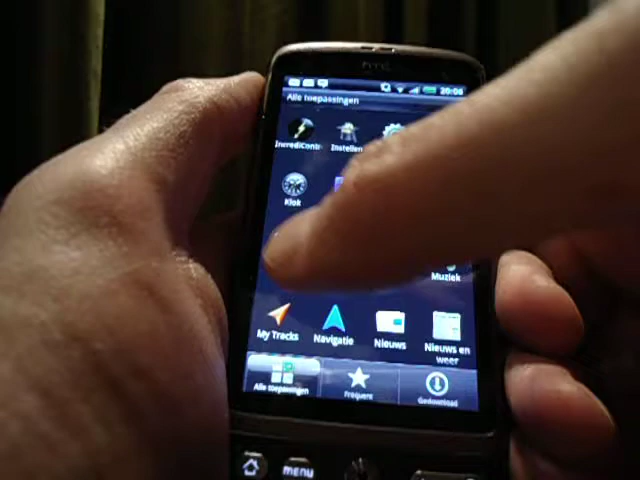 htc
20:06
Alle toepassingen
IncrediContr
Instellen
Klok
Muziek
My Tracks
Navigatie
Nieuws
Nieuws en
weer
Alle toepassingen
Frequent
Gedownload
menu